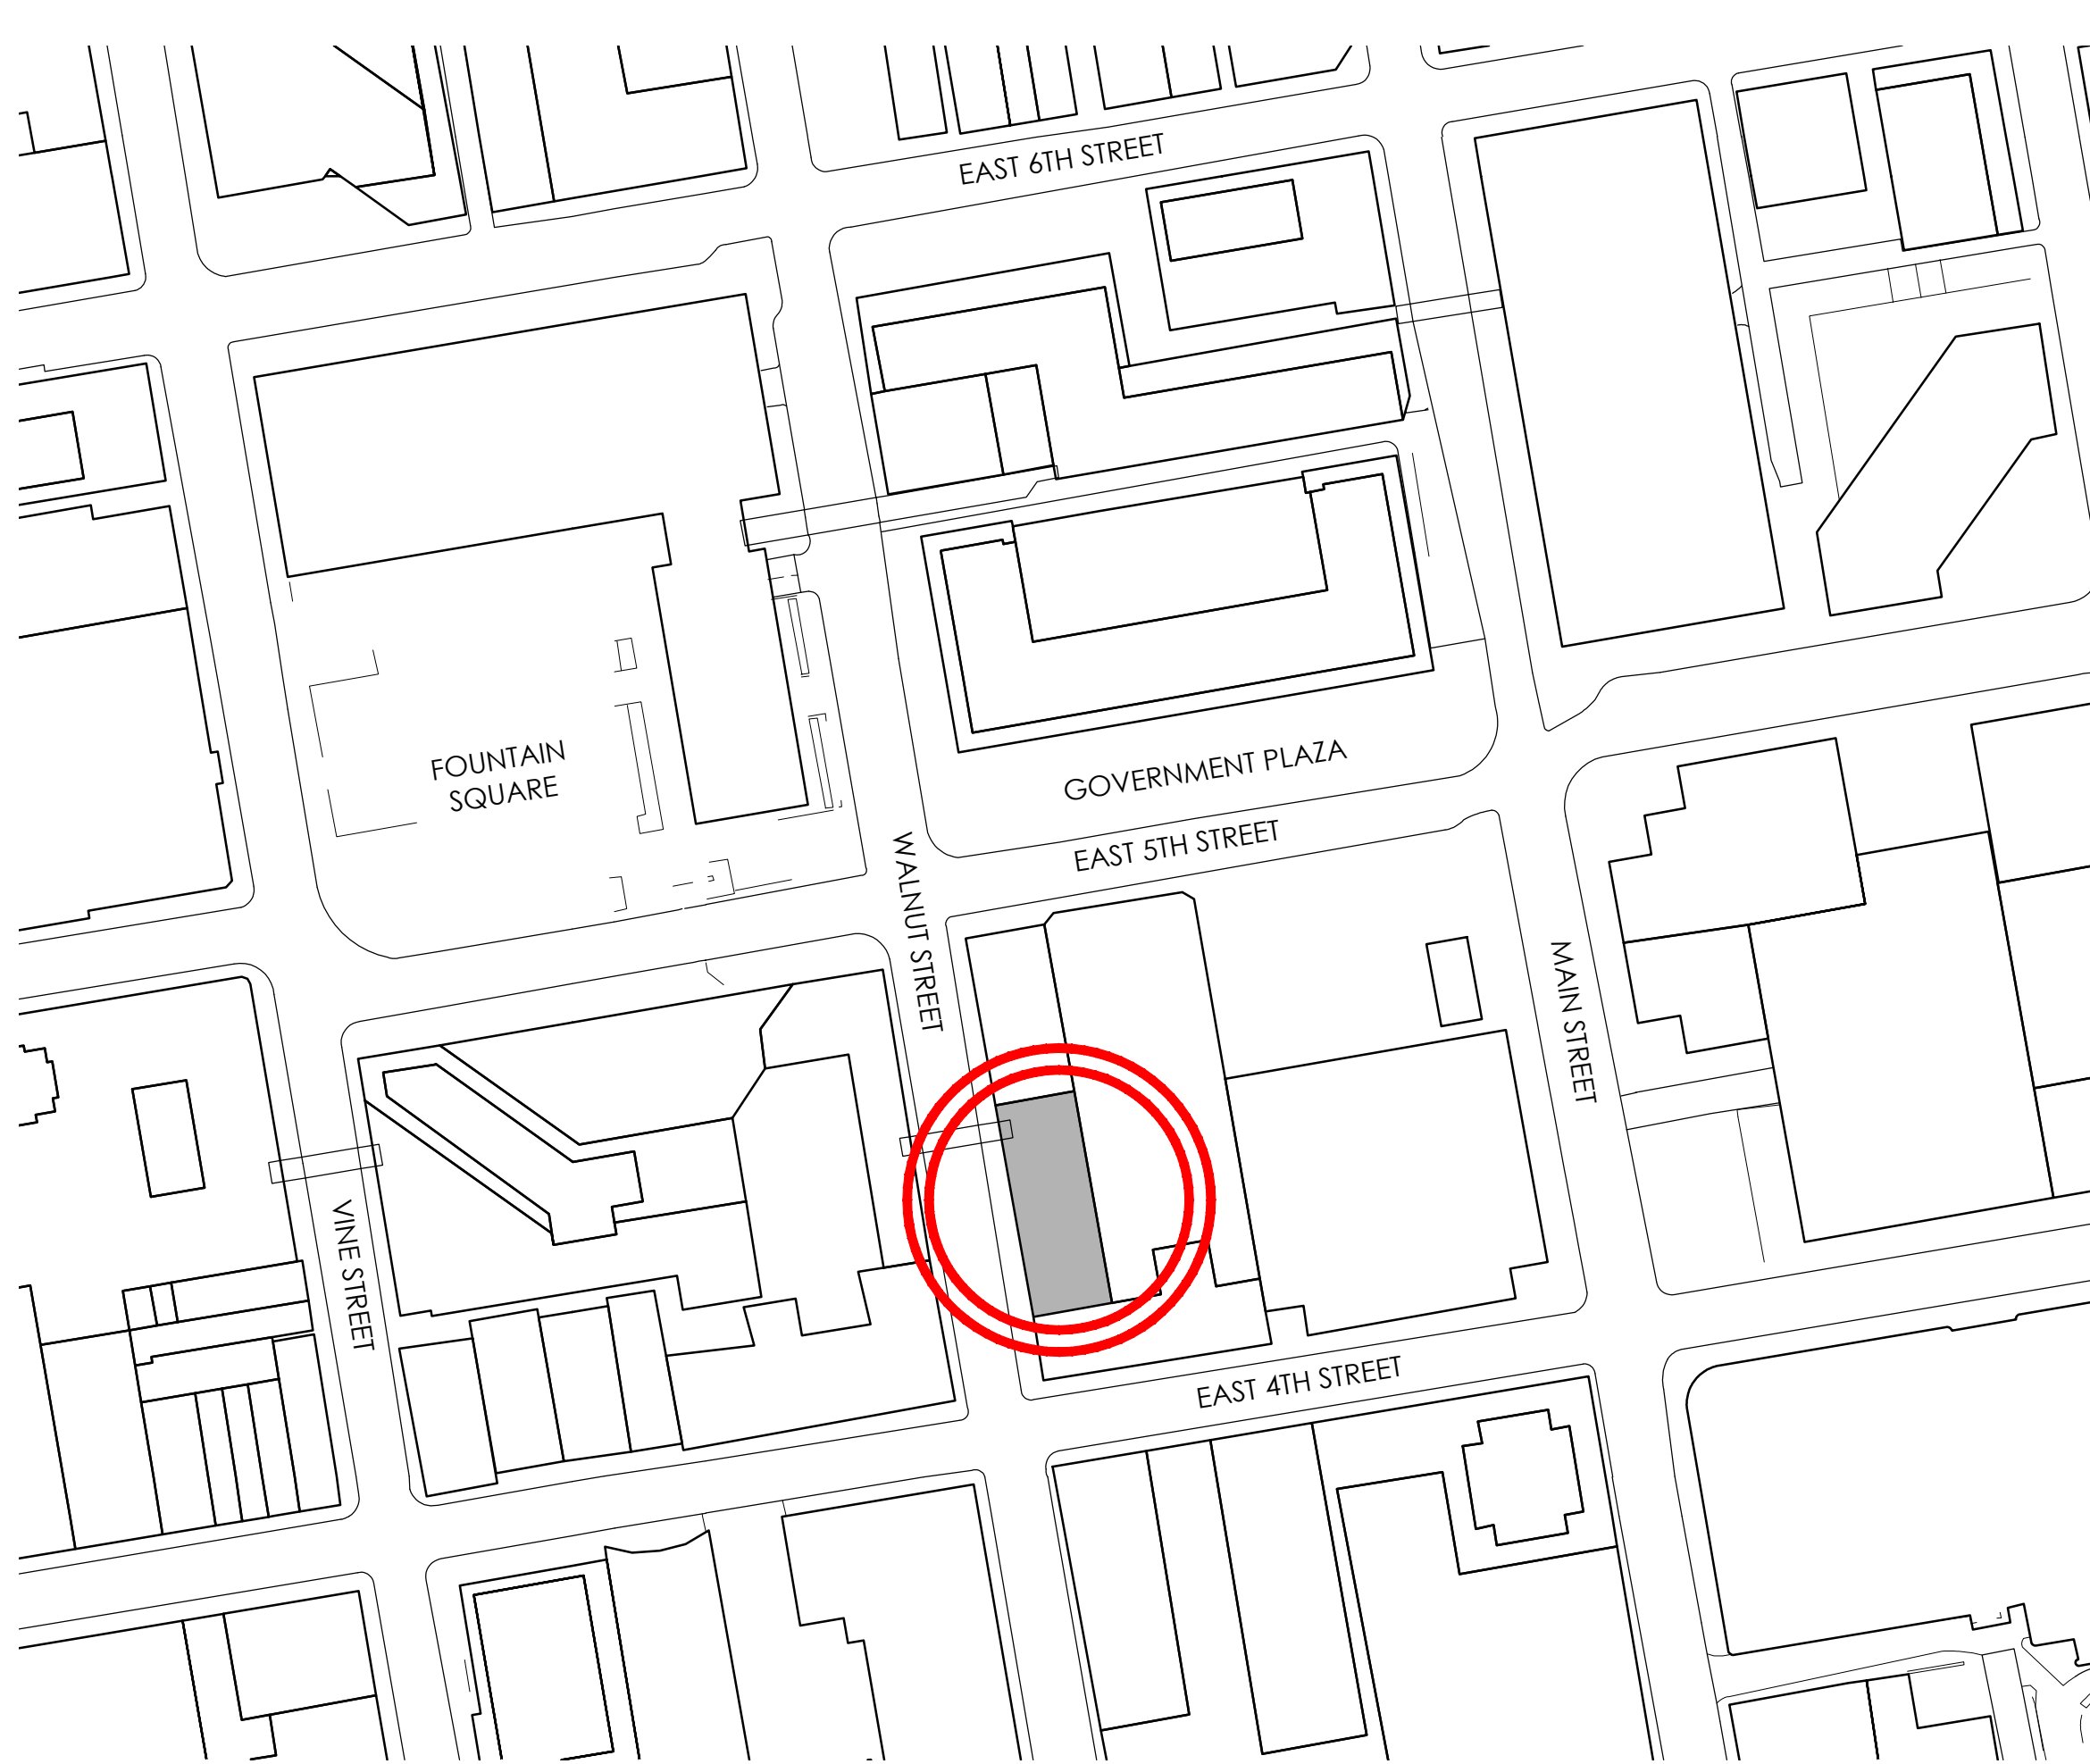 EAST 6TH STREET
FOUNTAIN
SQUARE
GOVERNMENT PLAZA
EAST 5TH STREET
WALNUT STREET
MAIN STREET
VINE STREET
EAST 4TH STREET